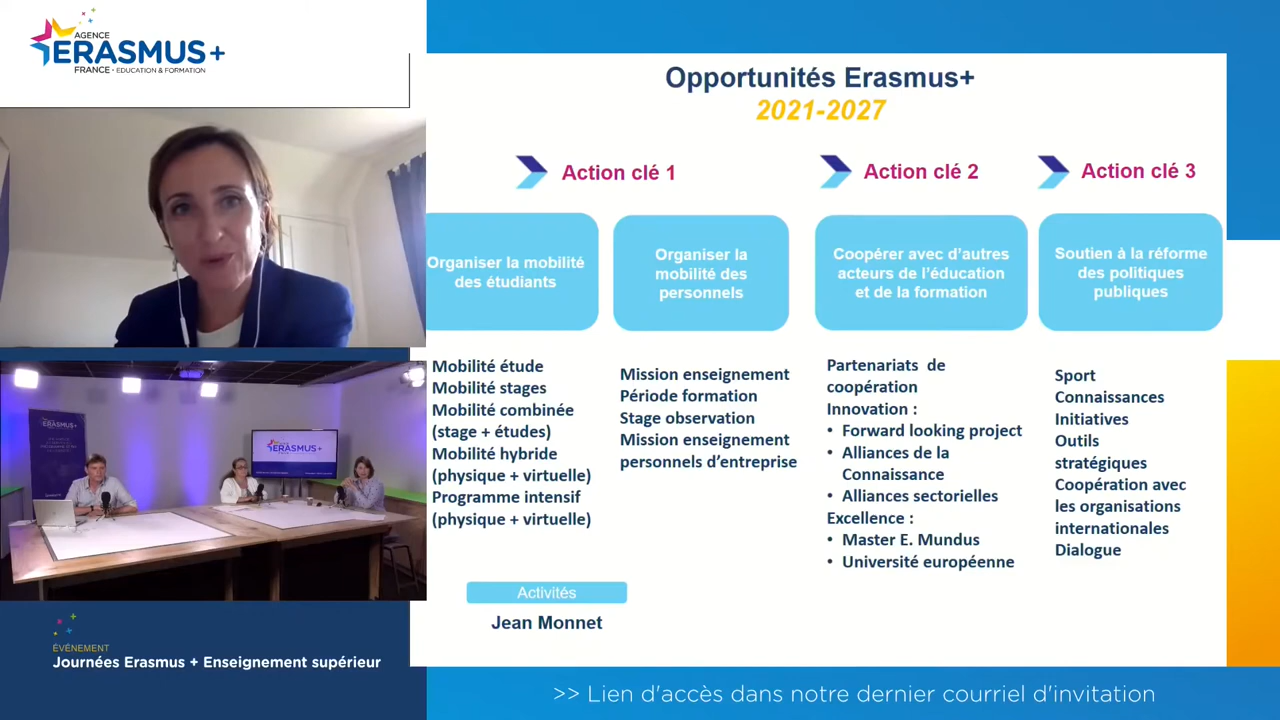 AGENCE
ERASMUS+
FRANCE • EDUCATION & FORMATION
Opportunités Erasmus+
2021-2027
Action clé 1
Action clé 2
Action clé 3
Organiser la mobilité
des étudiants
Organiser la
mobilité des
personnels
Coopérer avec d'autres
acteurs de l'éducation
et de la formation
Soutien à la réforme
des politiques
publiques
Mobilité étude
Mobilité stages
Mobilité combinée
(stage + études)
Mobilité hybride
(physique + virtuelle)
Programme intensif
(physique + virtuelle)
Mission enseignement
Période formation
Stage observation
Mission enseignement
personnels d'entreprise
Partenariats de
coopération
Innovation :
• Forward looking project
• Alliances de la
Connaissance
• Alliances sectorielles
Excellence :
• Master E. Mundus
• Université européenne
Sport
Connaissances
Initiatives
Outils
stratégiques
Coopération avec
les organisations
internationales
Dialogue
Activités
Jean Monnet
ERASMUS+
ERASMUS+
ÉVÉNEMENT
Journées Erasmus + Enseignement supérieur
>> Lien d'accès dans notre dernier courriel d'invitation